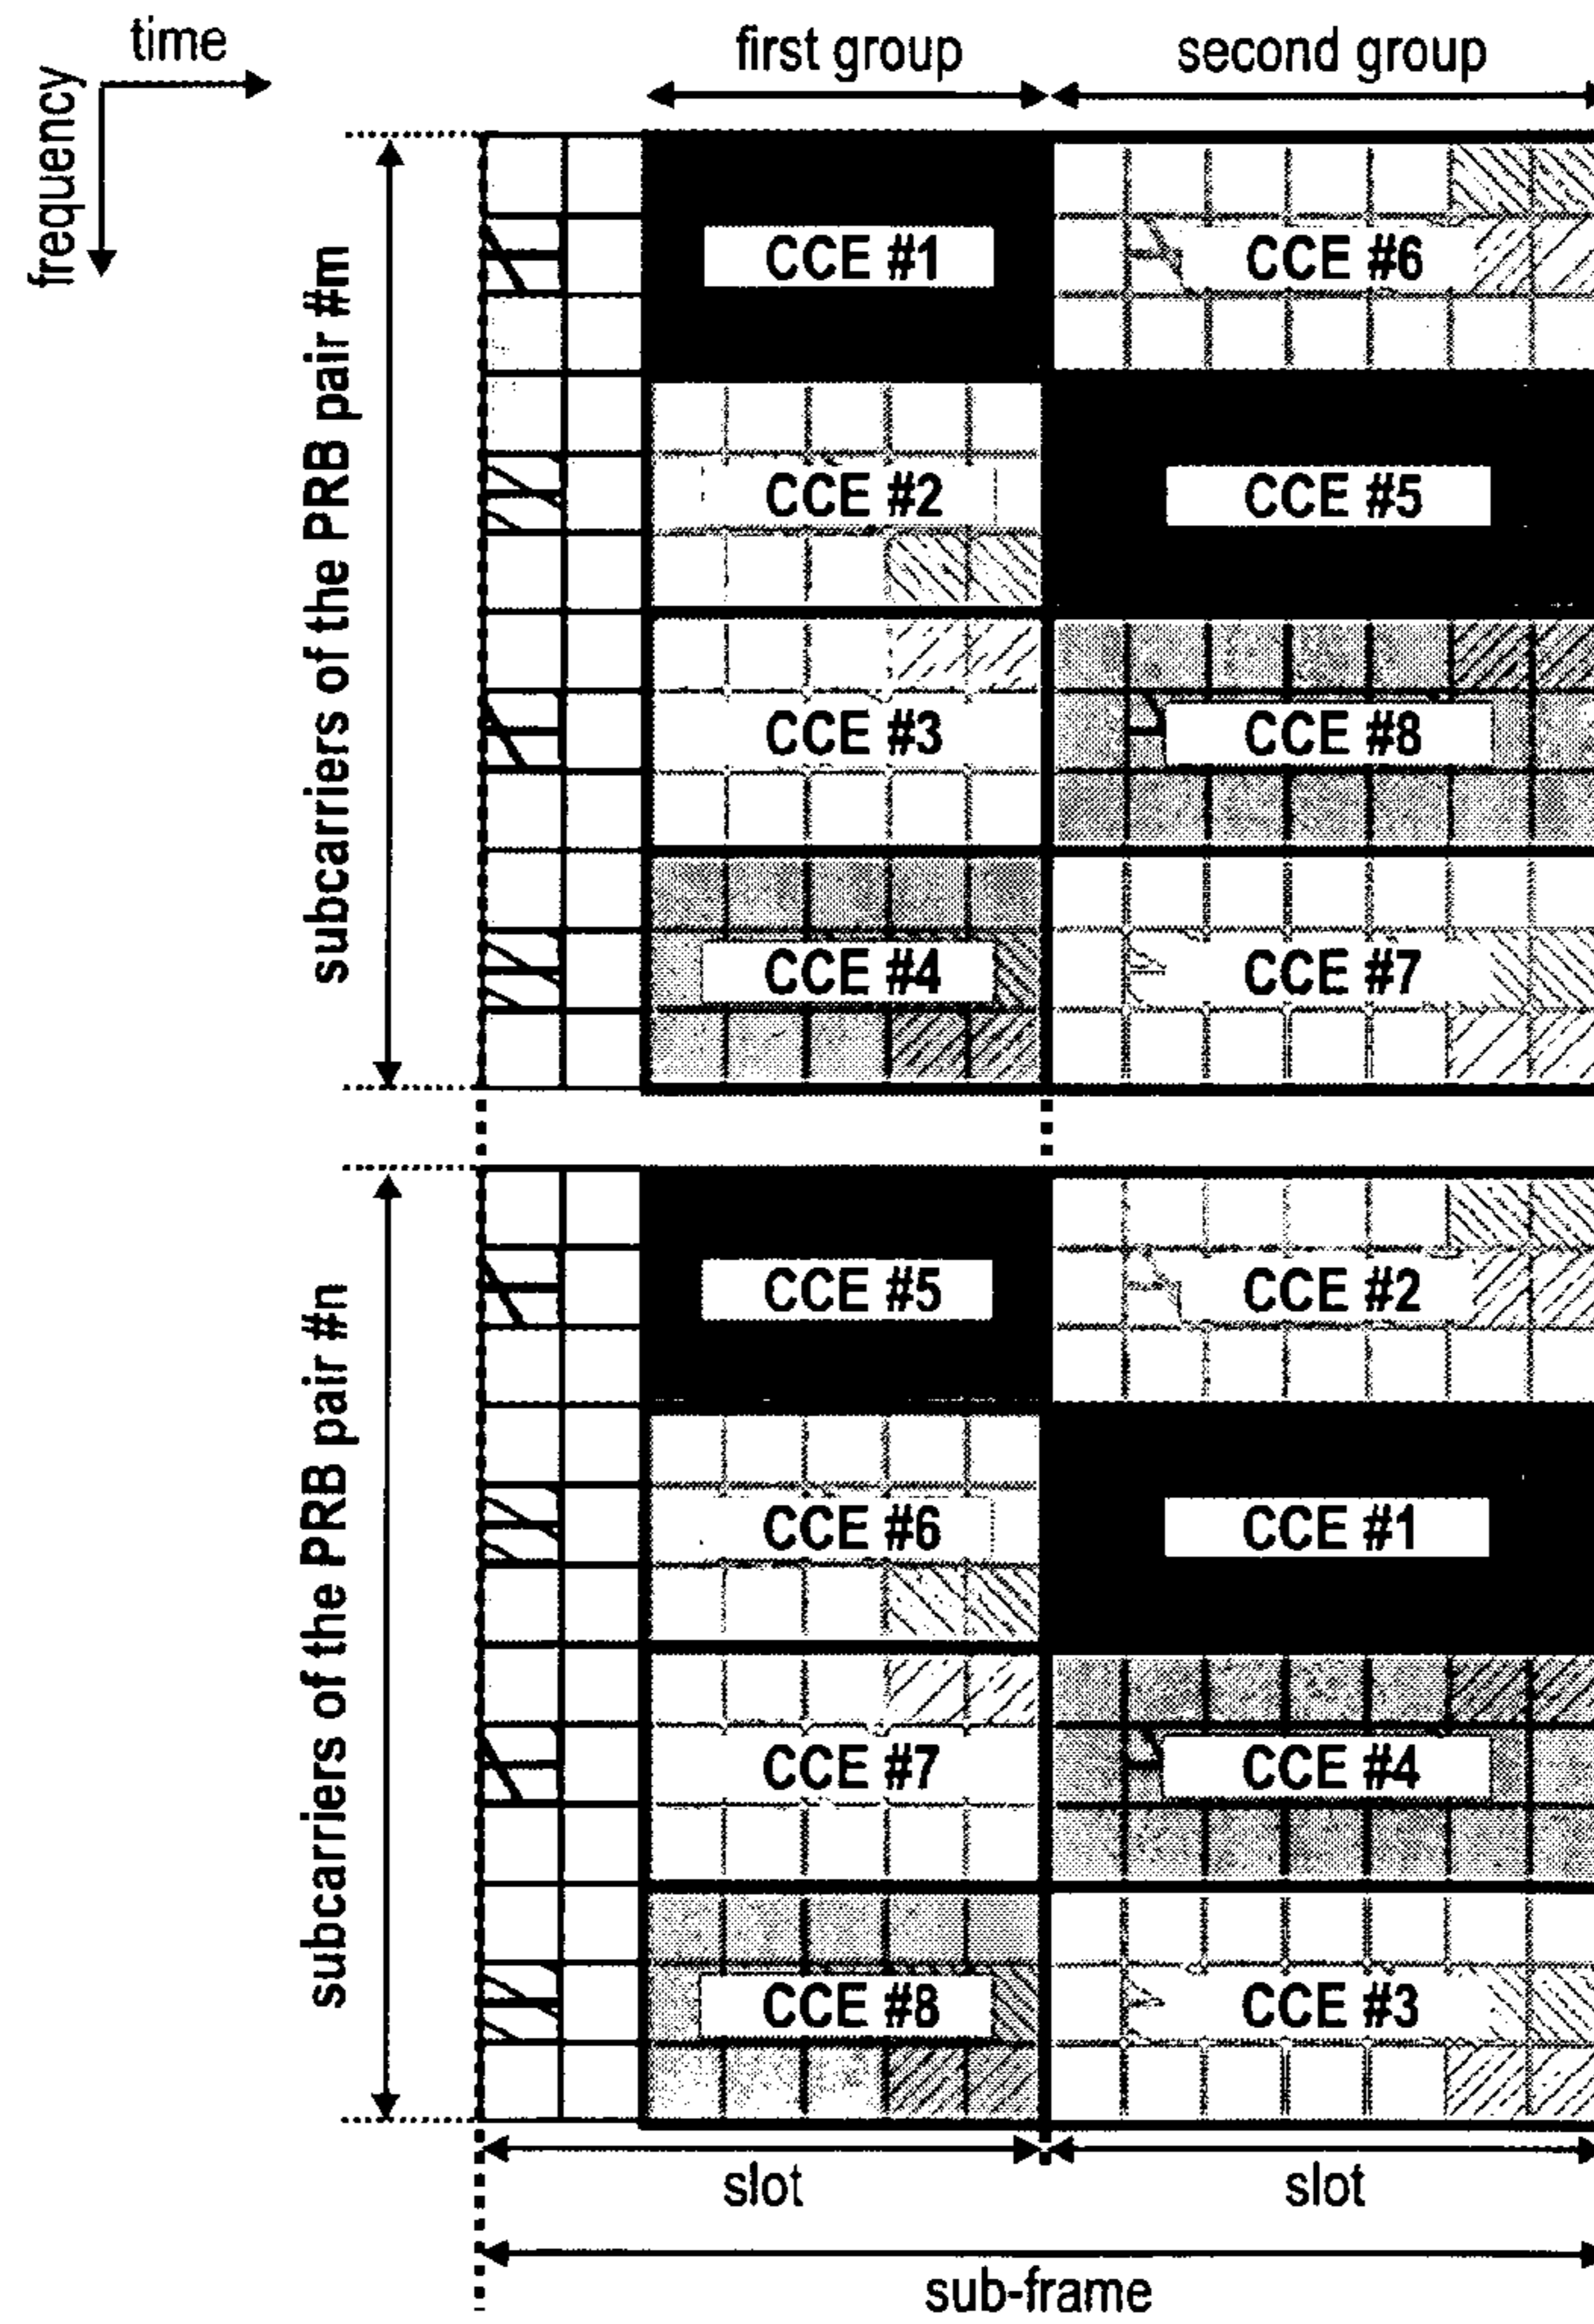 time
frequency
first group
second group
subcarriers of the PRB pair #m
CCE #1
CCE #6
CCE #2
CCE #5
CCE #3
CCE #8
CCE #4
CCE #7
subcarriers of the PRB pair #n
CCE #5
CCE #2
CCE #6
CCE #1
CCE #7
CCE #4
CCE #8
CCE #3
slot
slot
sub-frame